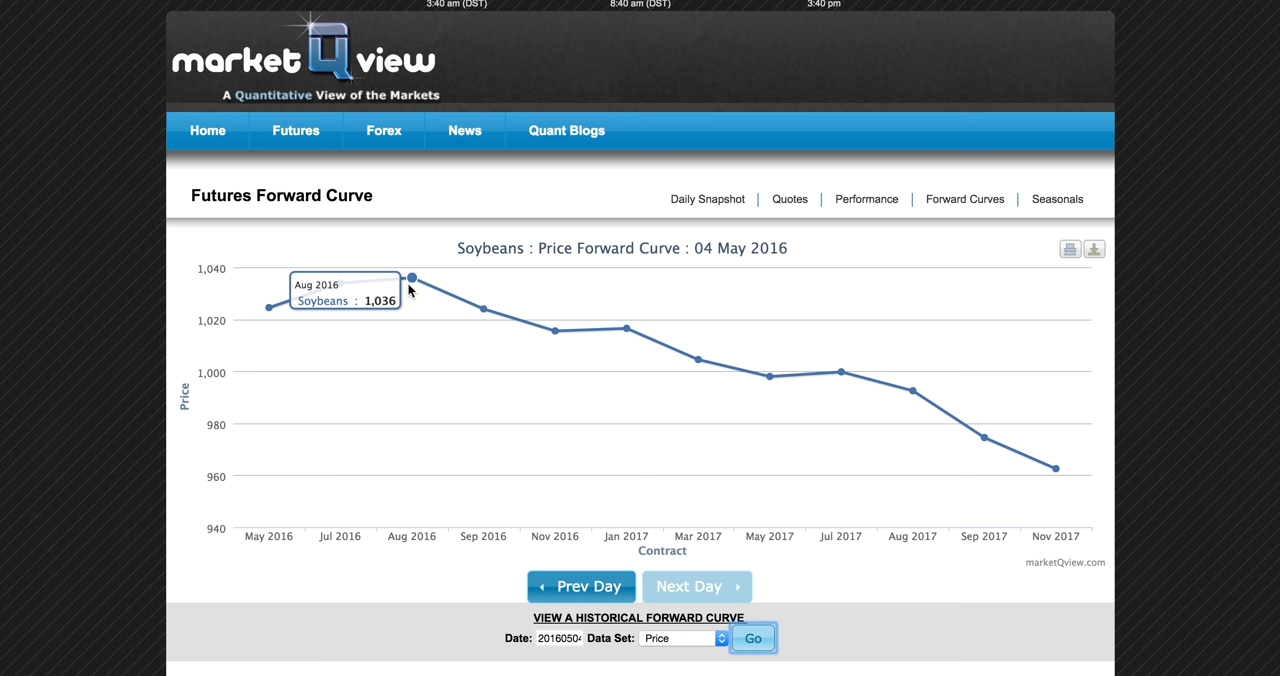 3:40 am (DST) 8:40 am (DST) 3:40 pm
market Q view
A Quantitative View of the Markets
Home Futures Forex News Quant Blogs
Futures Forward Curve
Daily Snapshot Quotes Performance Forward Curves Seasonals
Soybeans : Price Forward Curve : 04 May 2016
1,040
Aug 2016
Soybeans : 1,036
1,020
1,000
Price
980
960
940
May 2016 Jul 2016 Aug 2016 Sep 2016 Nov 2016 Jan 2017 Mar 2017 May 2017 Jul 2017 Aug 2017 Sep 2017 Nov 2017
Contract
marketQview.com
Prev Day Next Day
VIEW A HISTORICAL FORWARD CURVE
Date: 20160504 Data Set: Price Go